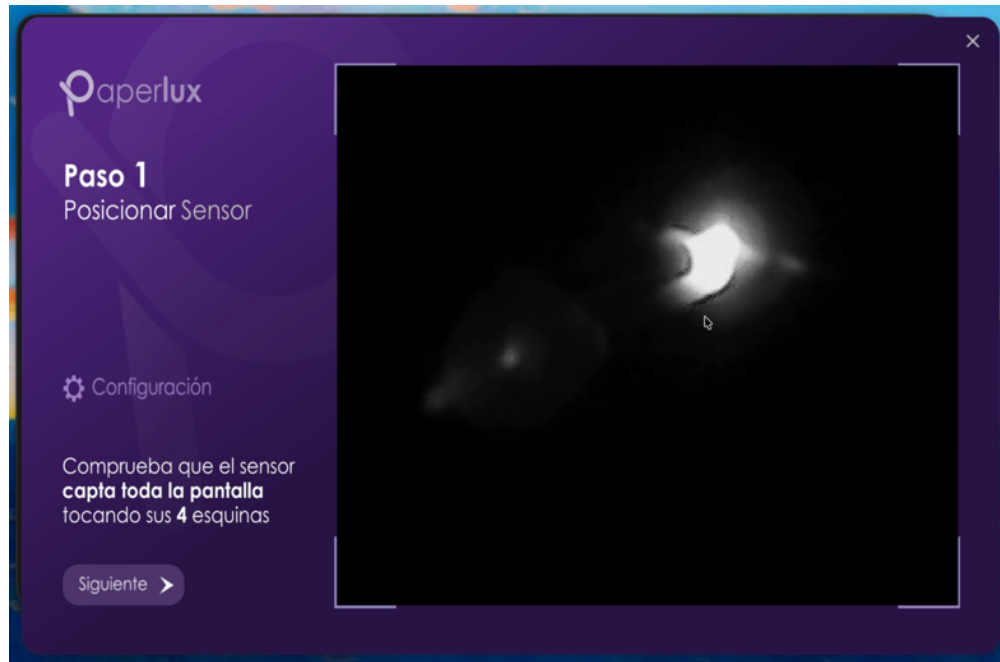 Paperlux
Paso 1
Posicionar Sensor
Configuración
Comprueba que el sensor
capta toda la pantalla
tocando sus 4 esquinas
Siguiente